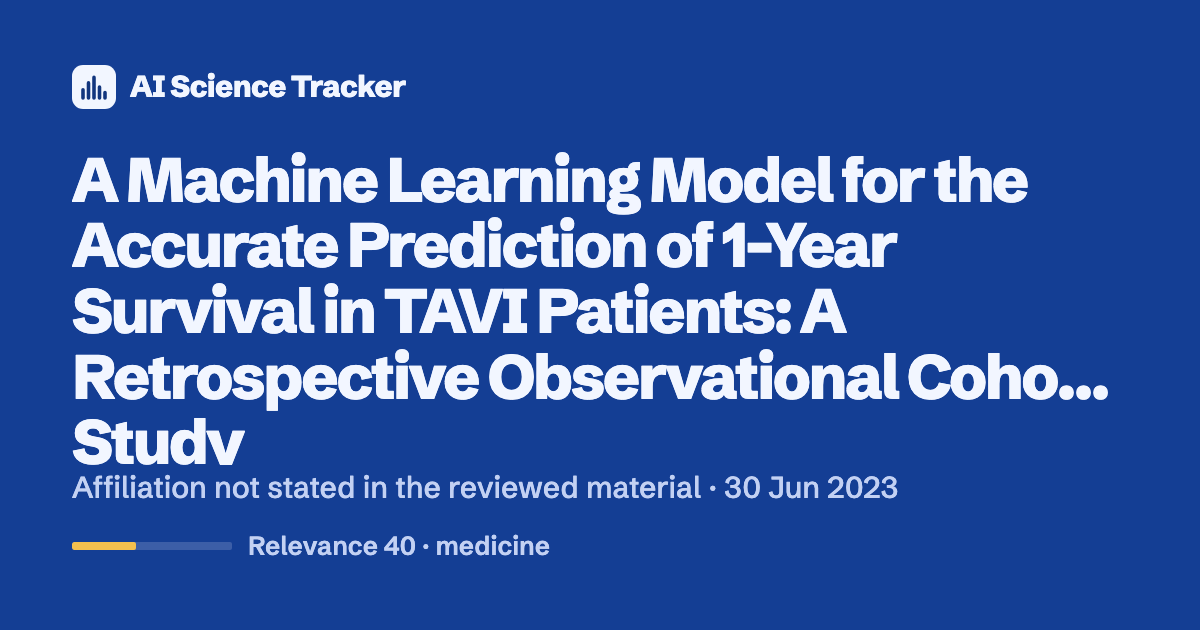 AI Science Tracker
A Machine Learning Model for the
Accurate Prediction of 1-Year
Survival in TAVI Patients: A
Retrospective Observational Coho...
Study
Affiliation not stated in the reviewed material · 30 Jun 2023
Relevance 40 · medicine